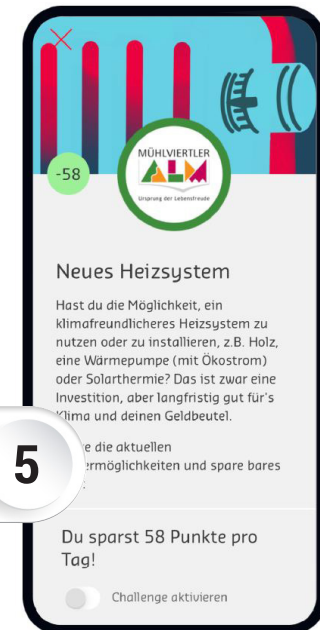 MÜHLVIERTLER
ALM
Ursprung der Lebensfreude
-58
Neues Heizsystem
Hast du die Möglichkeit, ein
klimafreundlicheres Heizsystem zu
nutzen oder zu installieren, z.B. Holz,
eine Wärmepumpe (mit Ökostrom)
oder Solarthermie? Das ist zwar eine
Investition, aber langfristig gut für's
Klima und deinen Geldbeutel.
die aktuellen
ermöglichkeiten und spare bares
5
Du sparst 58 Punkte pro
Tag!
Challenge aktivieren